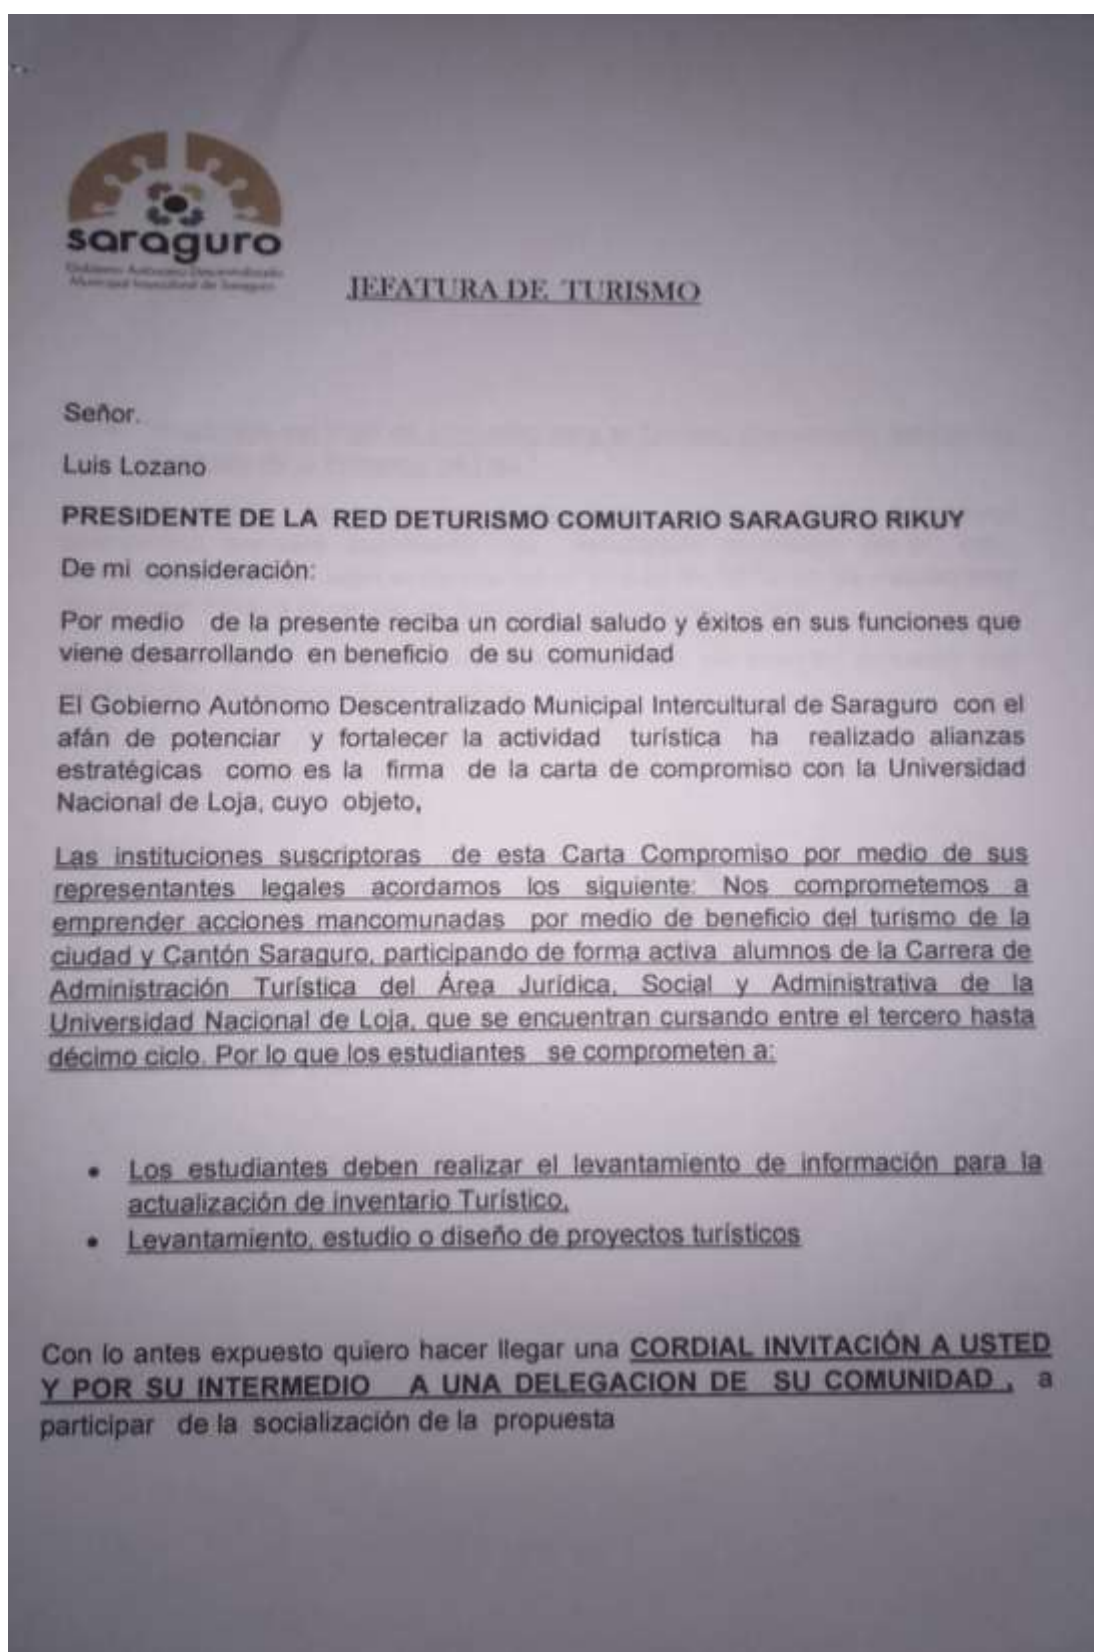 saraguro
Gobierno Autónomo Descentralizado
Municipal Intercultural de Saraguro
JEFATURA DE TURISMO
Señor.
Luis Lozano
PRESIDENTE DE LA RED DETURISMO COMUITARIO SARAGURO RIKUY
De mi consideración:
Por medio de la presente reciba un cordial saludo y éxitos en sus funciones que
viene desarrollando en beneficio de su comunidad
El Gobierno Autónomo Descentralizado Municipal Intercultural de Saraguro con el
afán de potenciar y fortalecer la actividad turística ha realizado alianzas
estratégicas como es la firma de la carta de compromiso con la Universidad
Nacional de Loja, cuyo objeto,
Las instituciones suscriptoras de esta Carta Compromiso por medio de sus
representantes legales acordamos los siguiente: Nos comprometemos a
emprender acciones mancomunadas por medio de beneficio del turismo de la
ciudad y Cantón Saraguro, participando de forma activa alumnos de la Carrera de
Administración Turística del Área Jurídica, Social y Administrativa de la
Universidad Nacional de Loja, que se encuentran cursando entre el tercero hasta
décimo ciclo. Por lo que los estudiantes se comprometen a:
• Los estudiantes deben realizar el levantamiento de información para la
actualización de inventario Turístico,
• Levantamiento, estudio o diseño de proyectos turísticos
Con lo antes expuesto quiero hacer llegar una CORDIAL INVITACIÓN A USTED
Y POR SU INTERMEDIO A UNA DELEGACION DE SU COMUNIDAD , a
participar de la socialización de la propuesta